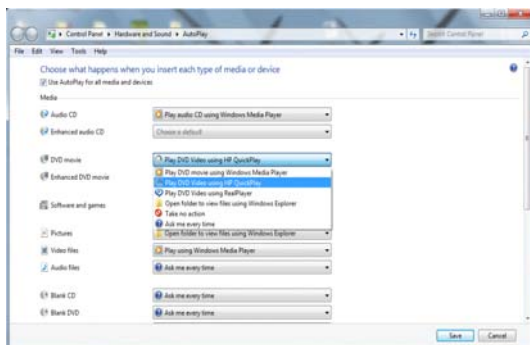 Control Panel ▸ Hardware and Sound ▸ AutoPlay
Search Control Panel
File Edit View Tools Help
Choose what happens when you insert each type of media or device
Use AutoPlay for all media and devices
Media
Audio CD Play audio CD using Windows Media Player
Enhanced audio CD Choose a default
DVD movie Play DVD Video using HP QuickPlay
Play DVD movie using Windows Media Player
Enhanced DVD movie Play DVD Video using HP QuickPlay
Play DVD Video using RealPlayer
Software and games Open folder to view files using Windows Explorer
Take no action
Ask me every time
Pictures Open folder to view files using Windows Explorer
Video files Play using Windows Media Player
Audio files Ask me every time
Blank CD Ask me every time
Blank DVD Ask me every time
Save Cancel